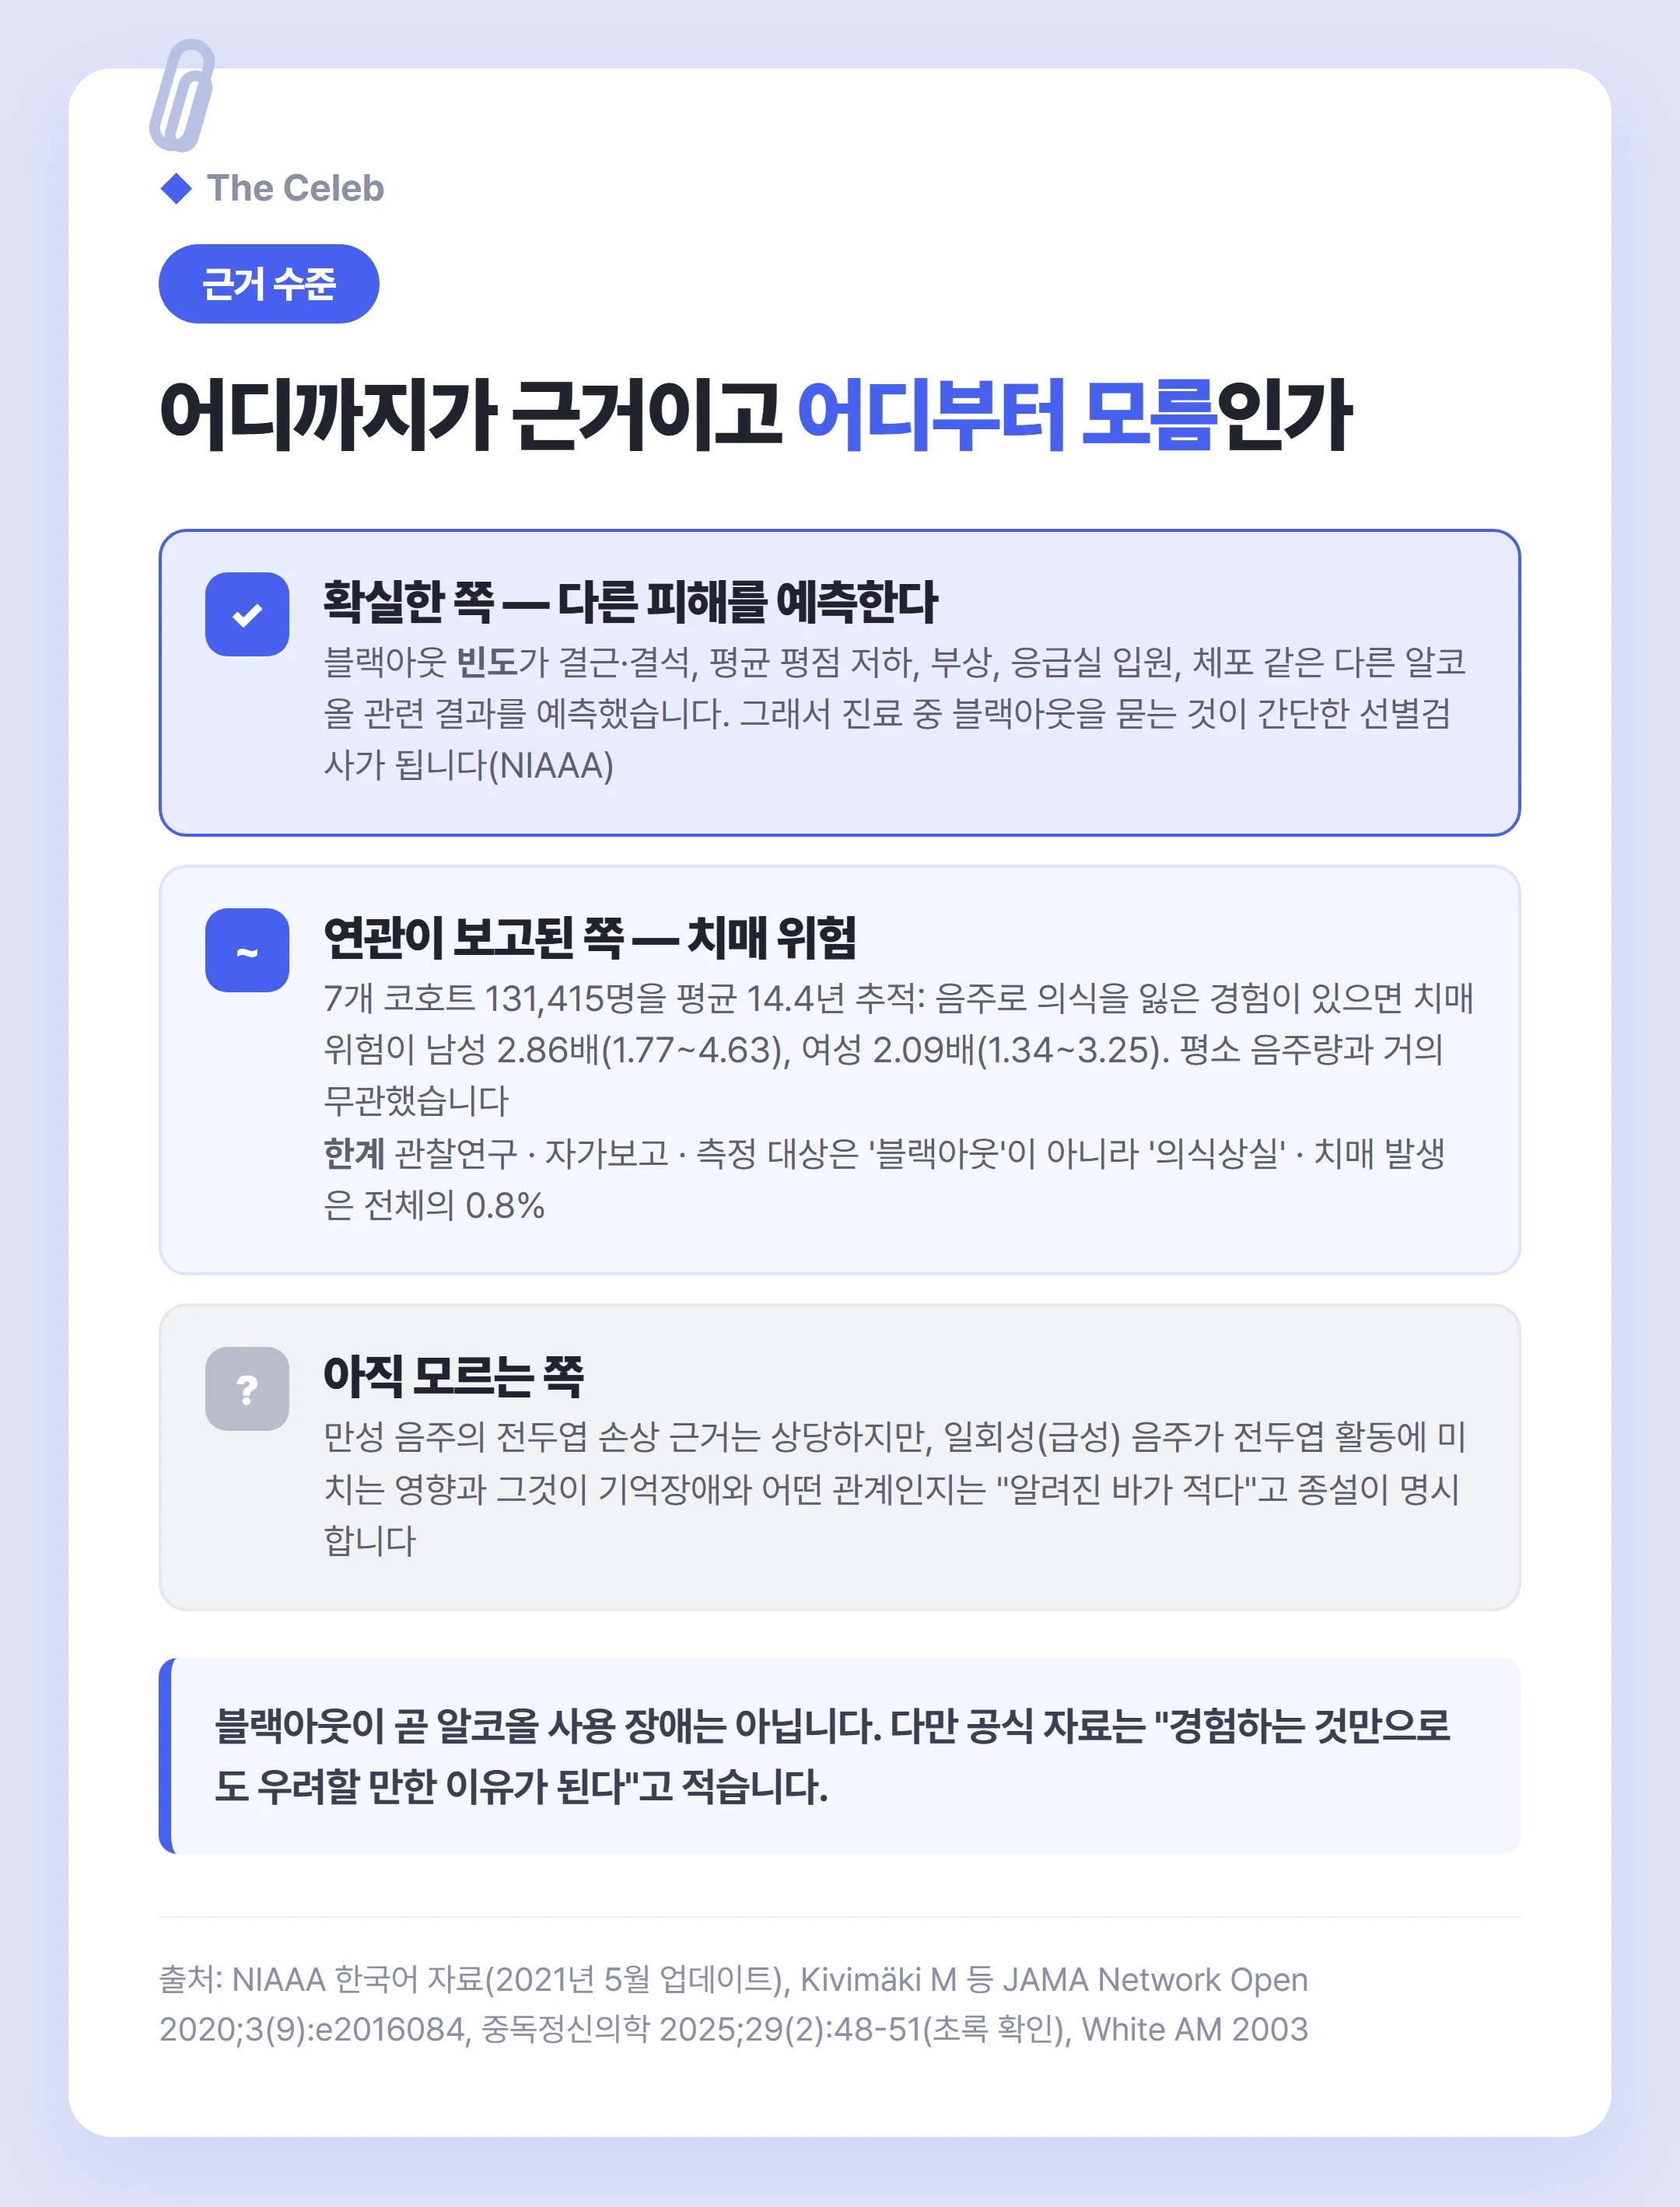 The Celeb
근거 수준
어디까지가 근거이고 어디부터 모름인가
확실한 쪽 — 다른 피해를 예측한다
블랙아웃 빈도가 결근·결석, 평균 평점 저하, 부상, 응급실 입원, 체포 같은 다른 알코
올 관련 결과를 예측했습니다. 그래서 진료 중 블랙아웃을 묻는 것이 간단한 선별검
사가 됩니다(NIAAA)
~
연관이 보고된 쪽 — 치매 위험
7개 코호트 131,415명을 평균 14.4년 추적: 음주로 의식을 잃은 경험이 있으면 치매
위험이 남성 2.86배(1.77~4.63), 여성 2.09배(1.34~3.25). 평소 음주량과 거의
무관했습니다
한계 관찰연구 · 자가보고 · 측정 대상은 '블랙아웃'이 아니라 '의식상실' · 치매 발생
은 전체의 0.8%
?
아직 모르는 쪽
만성 음주의 전두엽 손상 근거는 상당하지만, 일회성(급성) 음주가 전두엽 활동에 미
치는 영향과 그것이 기억장애와 어떤 관계인지는 "알려진 바가 적다"고 종설이 명시
합니다
블랙아웃이 곧 알코올 사용 장애는 아닙니다. 다만 공식 자료는 "경험하는 것만으로
도 우려할 만한 이유가 된다"고 적습니다.
출처: NIAAA 한국어 자료(2021년 5월 업데이트), Kivimäki M 등 JAMA Network Open
2020;3(9):e2016084, 중독정신의학 2025;29(2):48-51(초록 확인), White AM 2003